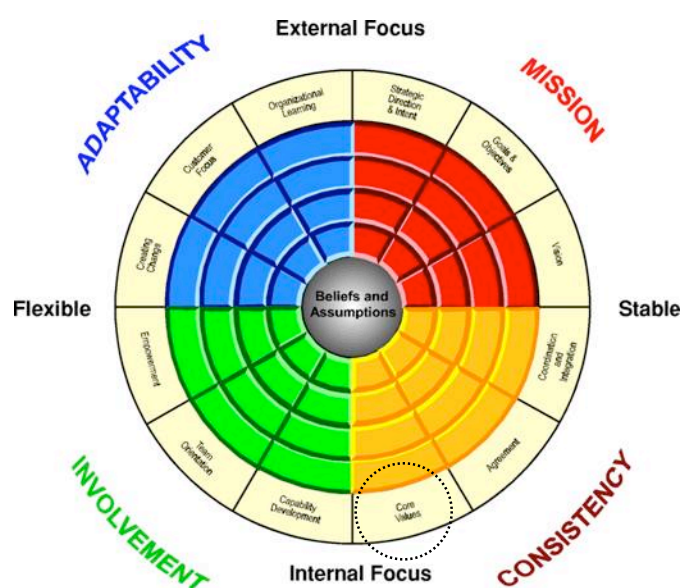 External Focus
ADAPTABILITY
MISSION
Organizational
Learning
Strategic
Direction
& Intent
Customer
Focus
Goals &
Objectives
Creating
Change
Vision
Flexible
Beliefs and
Assumptions
Stable
Empowerment
Coordination
and
Integration
Team
Orientation
Agreement
Capability
Development
Core
Values
INVOLVEMENT
CONSISTENCY
Internal Focus